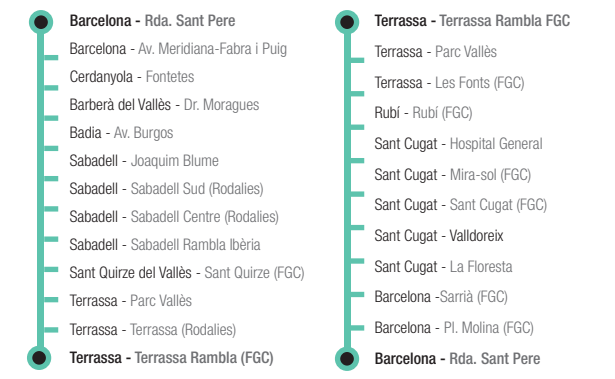 Barcelona - Rda. Sant Pere
Barcelona - Av. Meridiana-Fabra i Puig
Cerdanyola - Fontetes
Barberà del Vallès - Dr. Moragues
Badia - Av. Burgos
Sabadell - Joaquim Blume
Sabadell - Sabadell Sud (Rodalies)
Sabadell - Sabadell Centre (Rodalies)
Sabadell - Sabadell Rambla Ibèria
Sant Quirze del Vallès - Sant Quirze (FGC)
Terrassa - Parc Vallès
Terrassa - Terrassa (Rodalies)
Terrassa - Terrassa Rambla (FGC)
Terrassa - Terrassa Rambla FGC
Terrassa - Parc Vallès
Terrassa - Les Fonts (FGC)
Rubí - Rubí (FGC)
Sant Cugat - Hospital General
Sant Cugat - Mira-sol (FGC)
Sant Cugat - Sant Cugat (FGC)
Sant Cugat - Valldoreix
Sant Cugat - La Floresta
Barcelona -Sarrià (FGC)
Barcelona - Pl. Molina (FGC)
Barcelona - Rda. Sant Pere